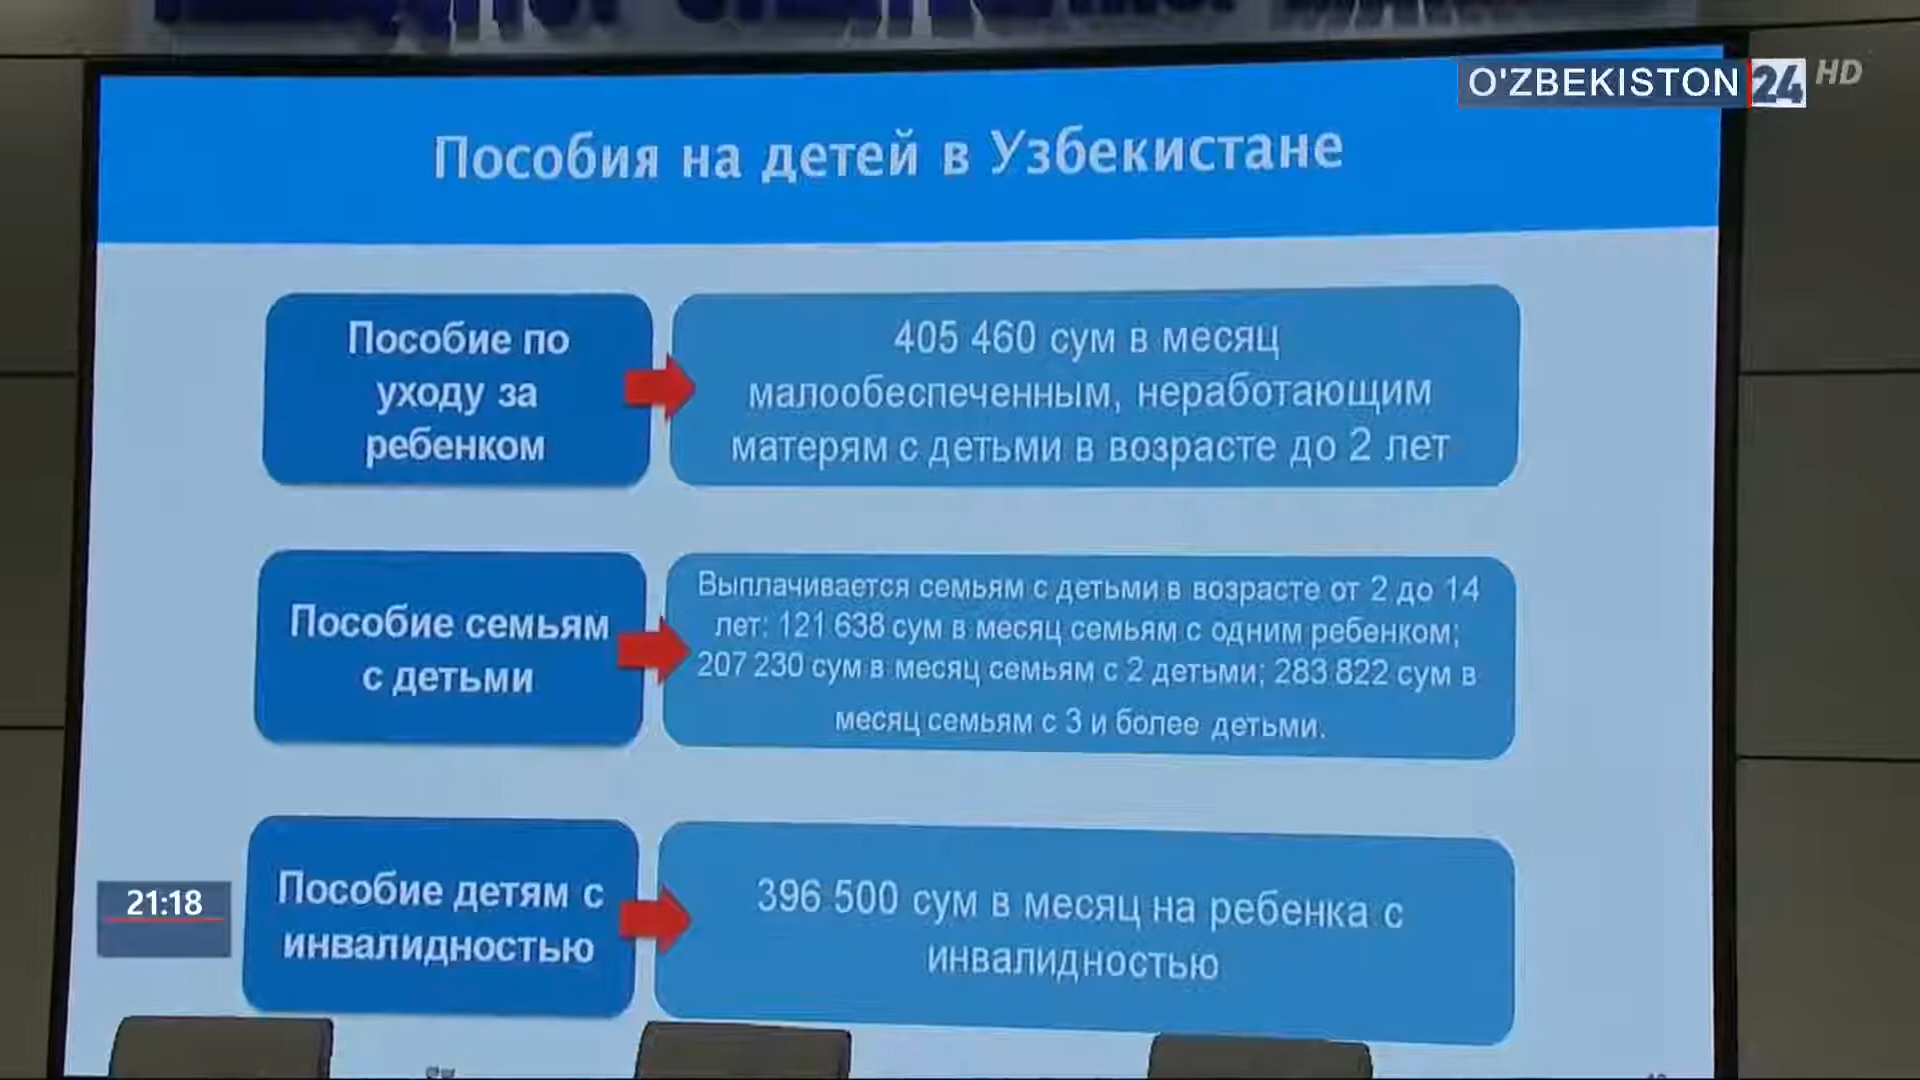 O'ZBEKISTON 24 HD
Пособия на детей в Узбекистане
Пособие по
уходу за
ребенком
405 460 сум в месяц
малообеспеченным, неработающим
матерям с детьми в возрасте до 2 лет
Пособие семьям
с детьми
Выплачивается семьям с детьми в возрасте от 2 до 14
лет: 121 638 сум в месяц семьям с одним ребенком;
207 230 сум в месяц семьям с 2 детьми; 283 822 сум в
месяц семьям с 3 и более детьми.
Пособие детям с
инвалидностью
396 500 сум в месяц на ребенка с
инвалидностью
21:18